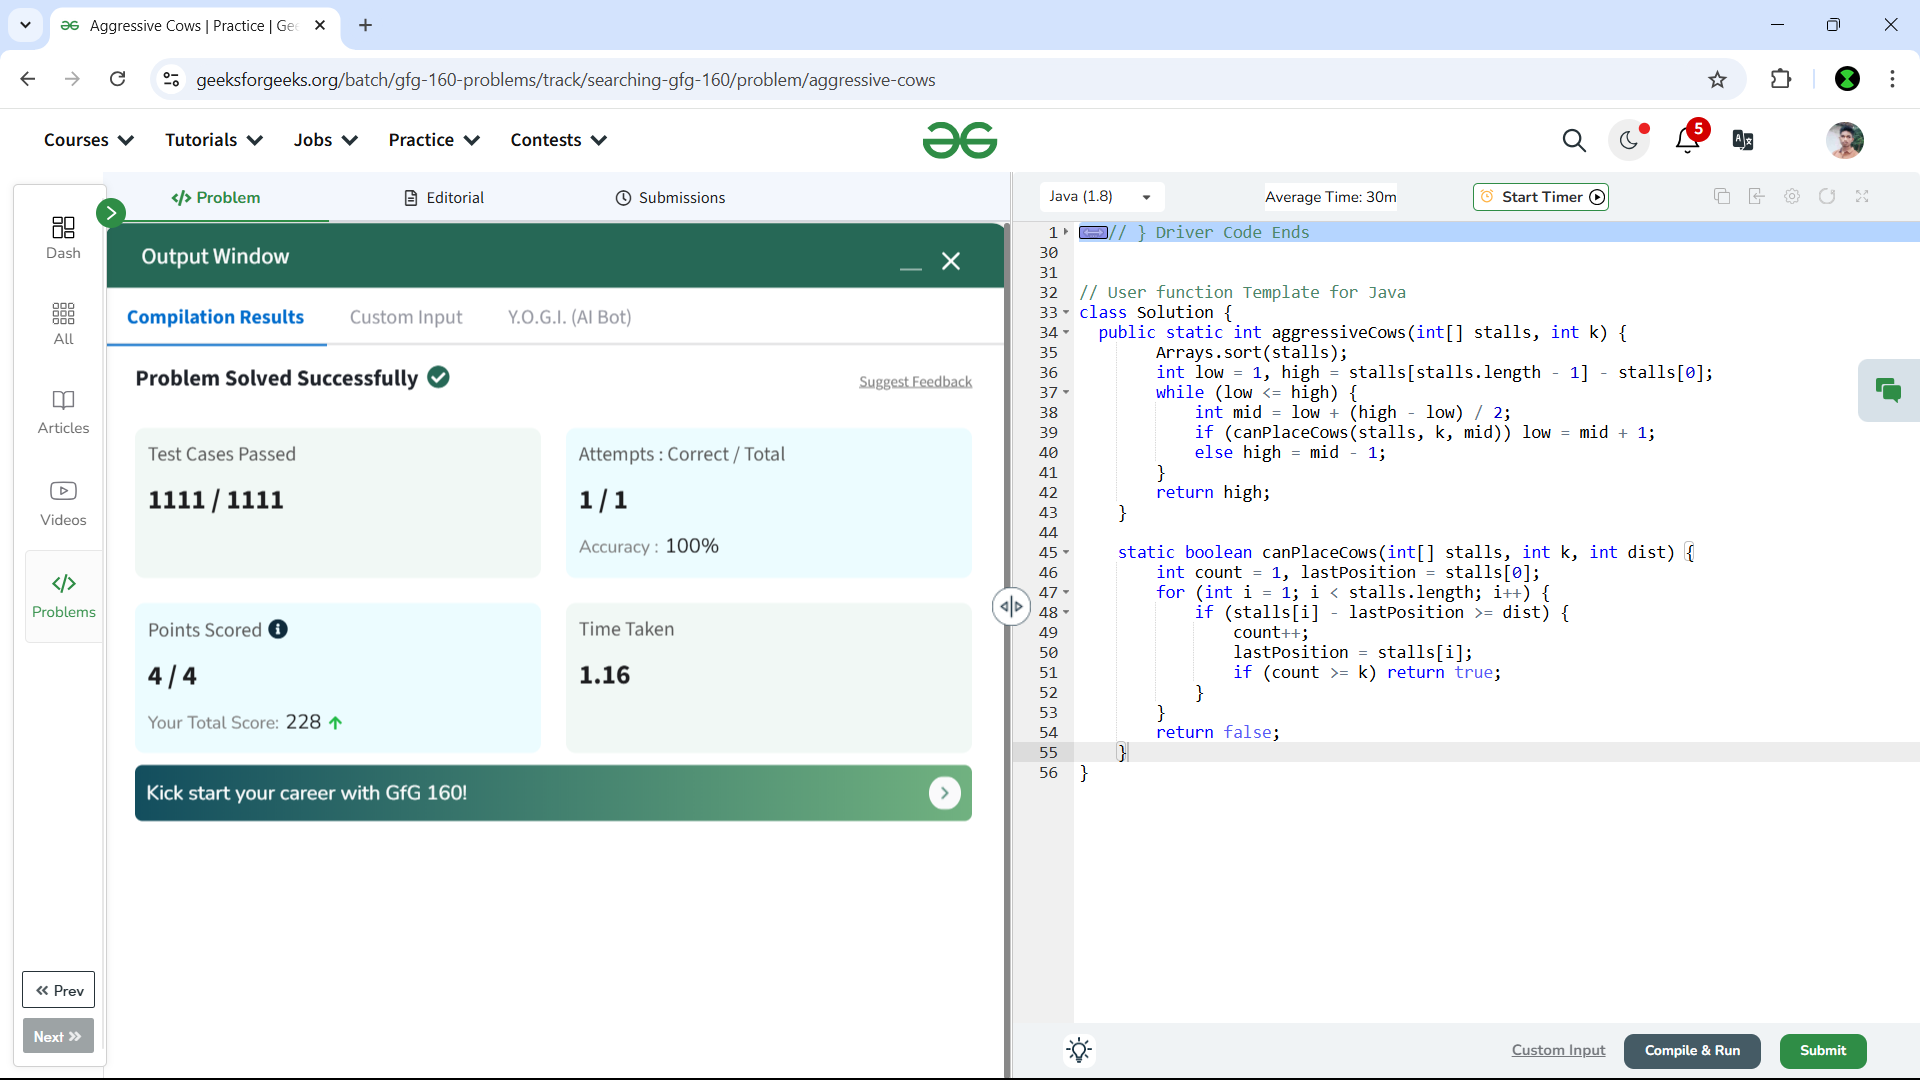 Aggressive Cows | Practice | Gee
geeksforgeeks.org/batch/gfg-160-problems/track/searching-gfg-160/problem/aggressive-cows
Courses
Tutorials
Jobs
Practice
Contests
5
Dash
All
Articles
Videos
Problems
Prev
Next
Problem
Editorial
Submissions
Output Window
Compilation Results
Custom Input
Y.O.G.I. (AI Bot)
Problem Solved Successfully
Suggest Feedback
Test Cases Passed
1111 / 1111
Attempts : Correct / Total
1 / 1
Accuracy : 100%
Points Scored
4 / 4
Your Total Score: 228
Time Taken
1.16
Kick start your career with GfG 160!
Java (1.8)
Average Time: 30m
Start Timer
1 // } Driver Code Ends
30
31
32 // User function Template for Java
33 class Solution {
34 public static int aggressiveCows(int[] stalls, int k) {
35 Arrays.sort(stalls);
36 int low = 1, high = stalls[stalls.length - 1] - stalls[0];
37 while (low <= high) {
38 int mid = low + (high - low) / 2;
39 if (canPlaceCows(stalls, k, mid)) low = mid + 1;
40 else high = mid - 1;
41 }
42 return high;
43 }
44
45 static boolean canPlaceCows(int[] stalls, int k, int dist) {
46 int count = 1, lastPosition = stalls[0];
47 for (int i = 1; i < stalls.length; i++) {
48 if (stalls[i] - lastPosition >= dist) {
49 count++;
50 lastPosition = stalls[i];
51 if (count >= k) return true;
52 }
53 }
54 return false;
55 }
56 }
Custom Input
Compile & Run
Submit